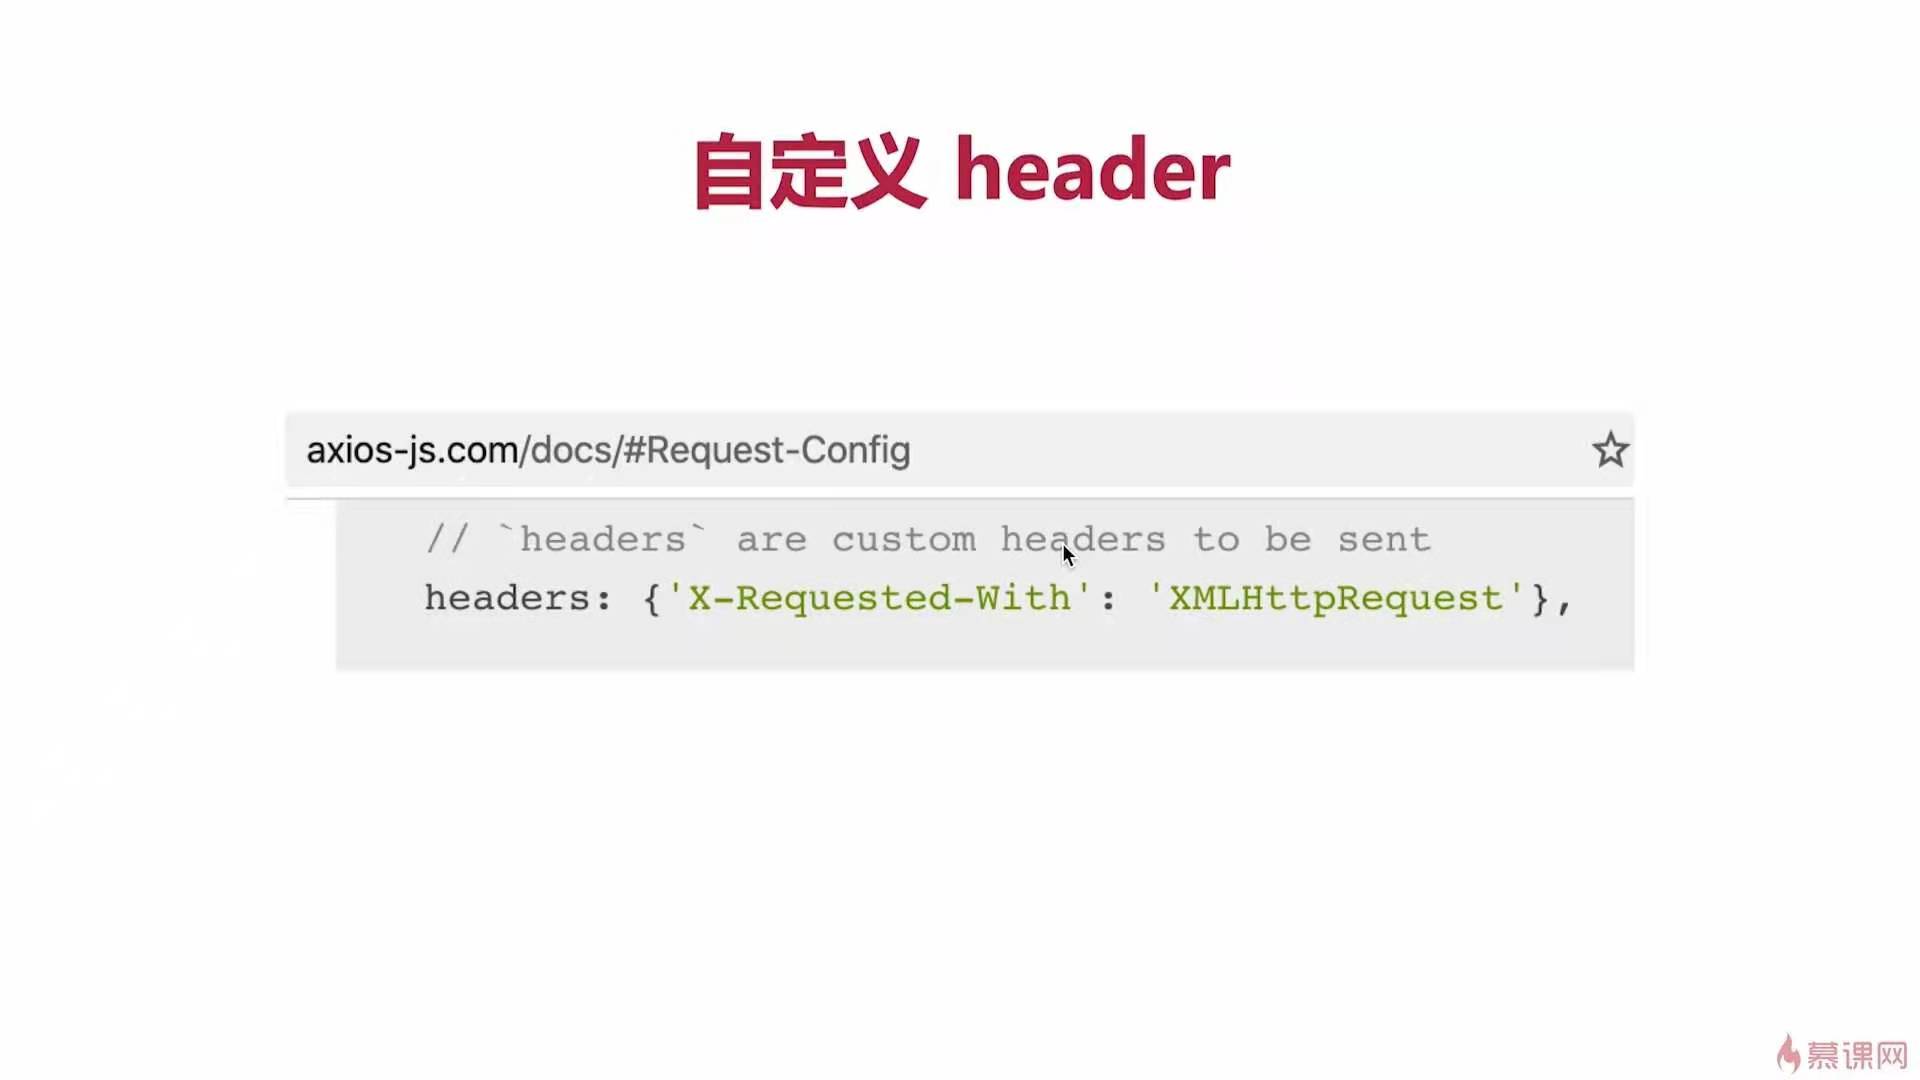 自定义 header
axios-js.com/docs/#Request-Config
// `headers` are custom headers to be sent
headers: {'X-Requested-With': 'XMLHttpRequest'},
慕课网